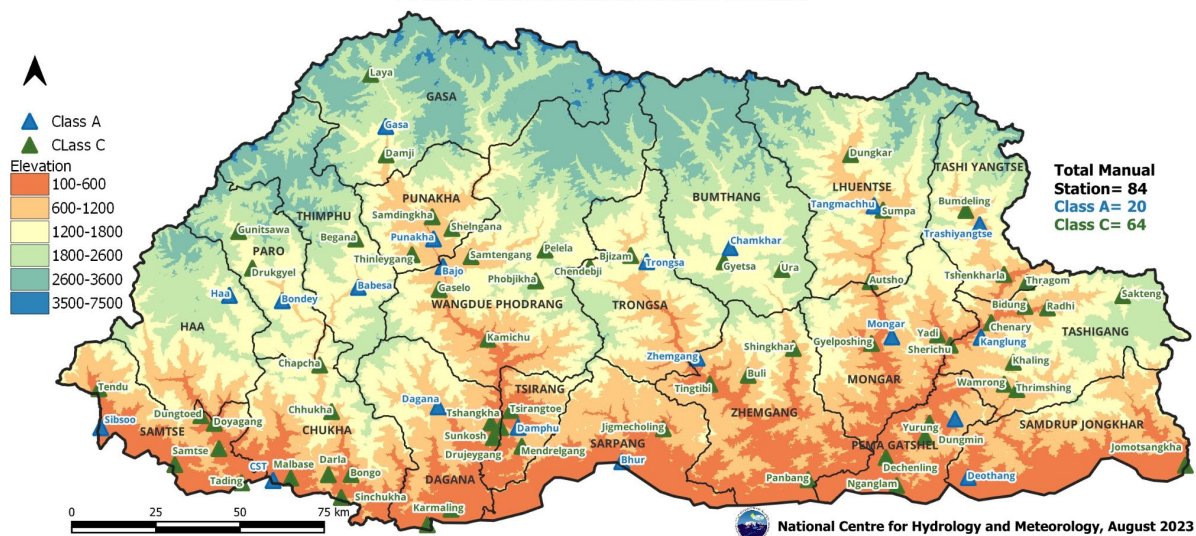 Class A
CLass C
Elevation
100-600
600-1200
1200-1800
1800-2600
2600-3600
3500-7500
Laya
GASA
Gasa
Damji
Dungkar
TASHI YANGTSE
PUNAKHA
BUMTHANG
LHUENTSE
Total Manual
Station= 84
Class A= 20
Class C= 64
Bumdeling
Tangmachhu
Sumpa
THIMPHU
Samdingkha
Shelngana
Trashiyangtse
Gunitsawa
Begana
Punakha
PARO
Thinleygang
Samtengang
Pelela
Bjizam
Chamkhar
Drukgyel
Bajo
Chendebji
Trongsa
Gyetsa
Ura
Tshenkharla
Thragom
Phobjikha
Autsho
Haa
Bondey
Babesa
Gaselo
WANGDUE PHODRANG
TRONGSA
Bidung
Radhi
Sakteng
HAA
Chenary
TASHIGANG
Kamichu
Gyelposhing
Mongar
Yadi
Sherichu
Kanglung
Shingkhar
Chapcha
Zhemgang
Khaling
Tendu
TSIRANG
Tingtibi
Buli
MONGAR
Wamrong
Thrimshing
Dagana
Tshangkha
Tsirangtoe
ZHEMGANG
Sibsoo
Dungtoed
Doyagang
Chhukha
CHUKHA
Damphu
Jigmecholing
Yurung
SAMDRUP JONGKHAR
SAMTSE
Sunkosh
SARPANG
Dungmin
PEMA GATSHEL
Samtse
Drujeygang
Mendrelgang
Jomotsangkha
CST
Malbase
Darla
Bongo
Bhur
Dechenling
Tading
DAGANA
Panbang
Nganglam
Deothang
Sinchukha
Karmaling
0 25 50 75 km
National Centre for Hydrology and Meteorology, August 2023